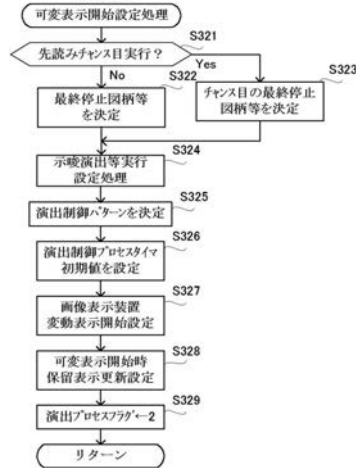 可変表示開始設定処理
S321
先読みチャンス目実行？
Yes
No
S322
最終停止図柄等
を決定
S323
チャンス目の最終停止
図柄等を決定
S324
示唆演出等実行
設定処理
S325
演出制御パターンを決定
S326
演出制御プロセスタイマ
初期値を設定
S327
画像表示装置
変動表示開始設定
S328
可変表示開始時
保留表示更新設定
S329
演出プロセスフラグ←2
リターン